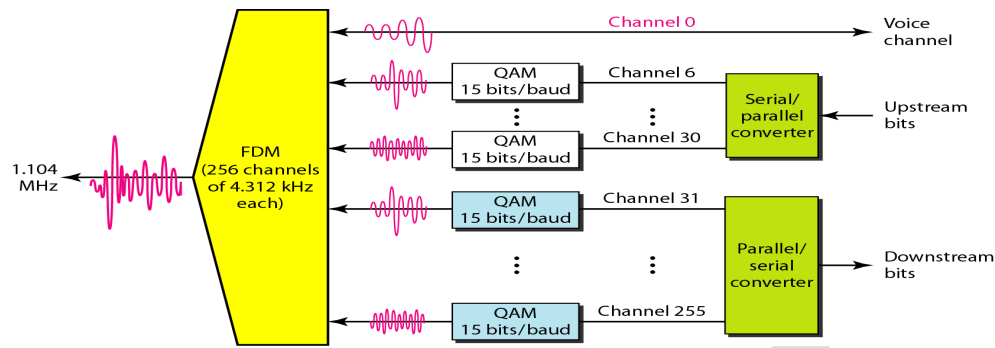 Channel 0
Voice
channel
QAM
15 bits/baud
Channel 6
Serial/
parallel
converter
Upstream
bits
QAM
15 bits/baud
Channel 30
1.104
MHz
FDM
(256 channels
of 4.312 kHz
each)
QAM
15 bits/baud
Channel 31
Parallel/
serial
converter
Downstream
bits
QAM
15 bits/baud
Channel 255